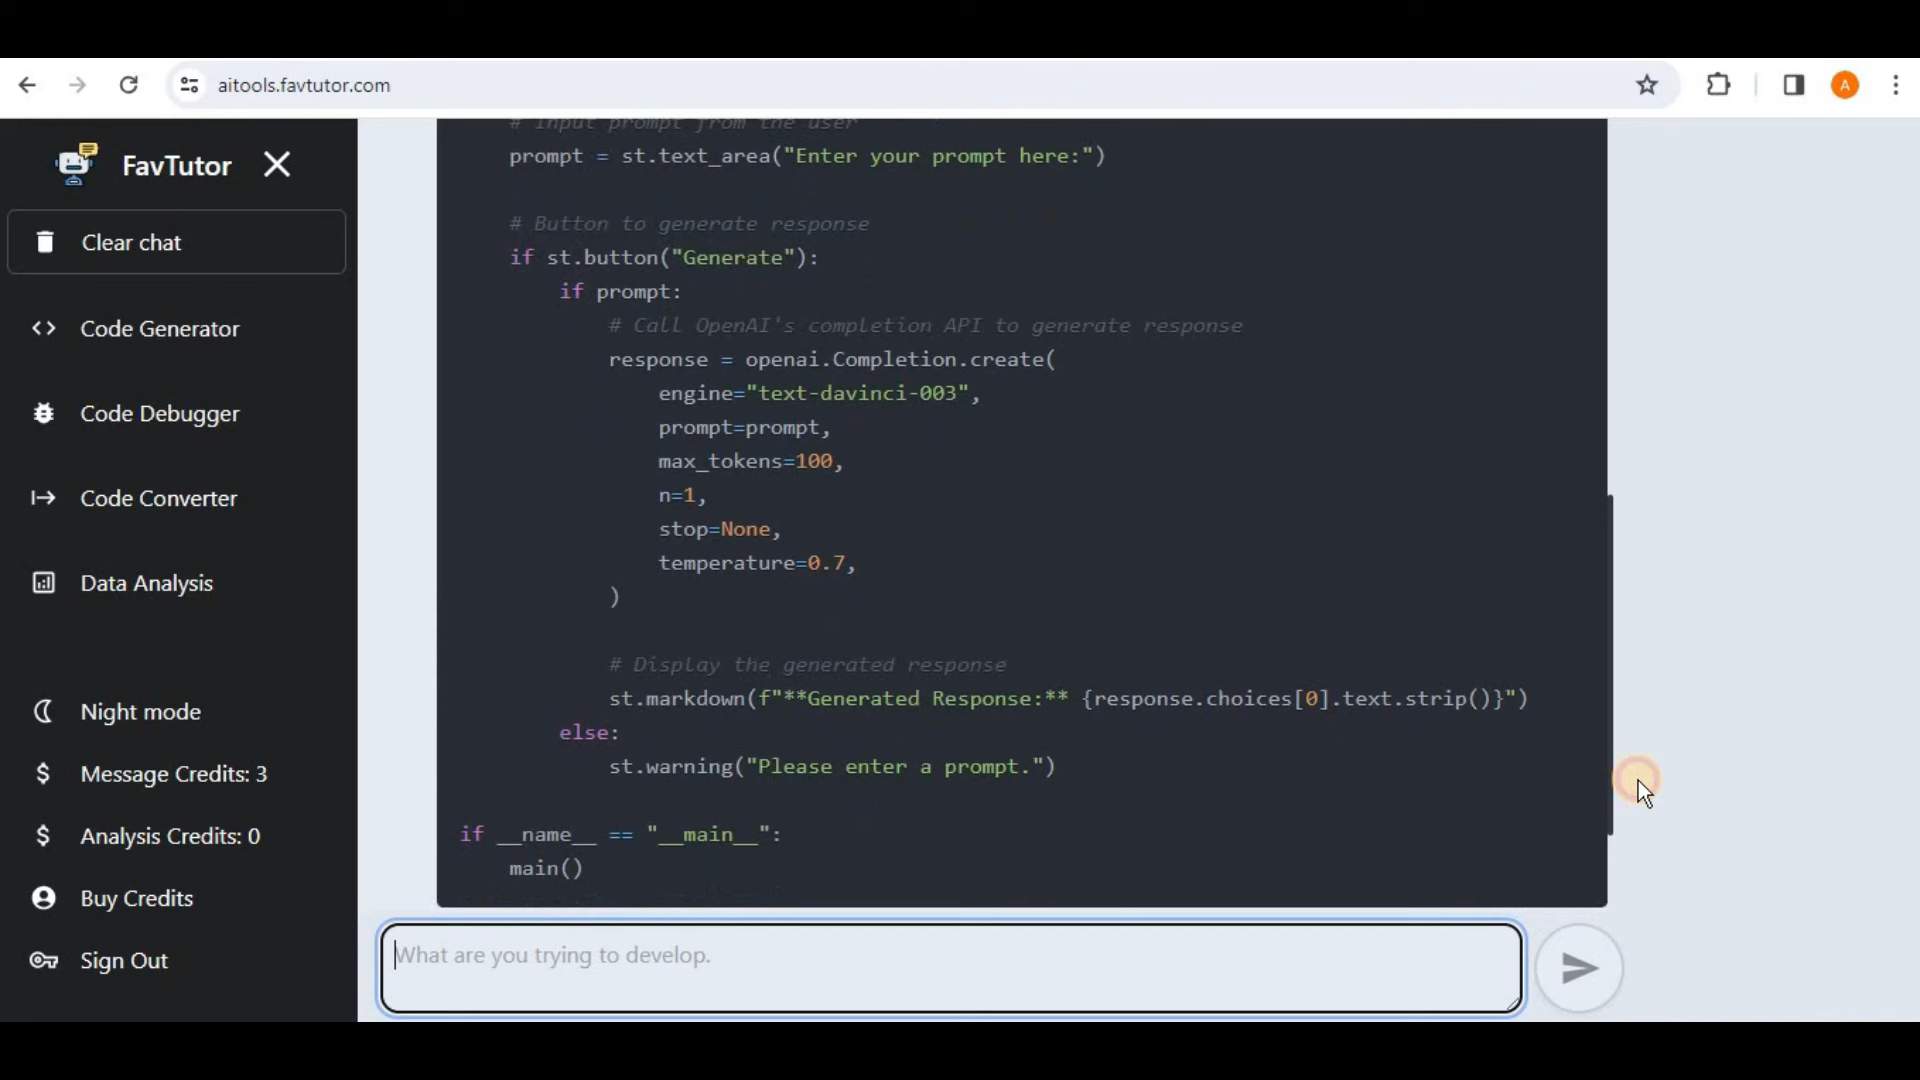 aitools.favtutor.com
A
FavTutor
Clear chat
Code Generator
Code Debugger
Code Converter
Data Analysis
Night mode
Message Credits: 3
Analysis Credits: 0
Buy Credits
Sign Out
# Input prompt from the user
prompt = st.text_area("Enter your prompt here:")
# Button to generate response
if st.button("Generate"):
if prompt:
# Call OpenAI's completion API to generate response
response = openai.Completion.create(
engine="text-davinci-003",
prompt=prompt,
max_tokens=100,
n=1,
stop=None,
temperature=0.7,
)
# Display the generated response
st.markdown(f"**Generated Response:** {response.choices[0].text.strip()}")
else:
st.warning("Please enter a prompt.")
if __name__ == "__main__":
main()
What are you trying to develop.